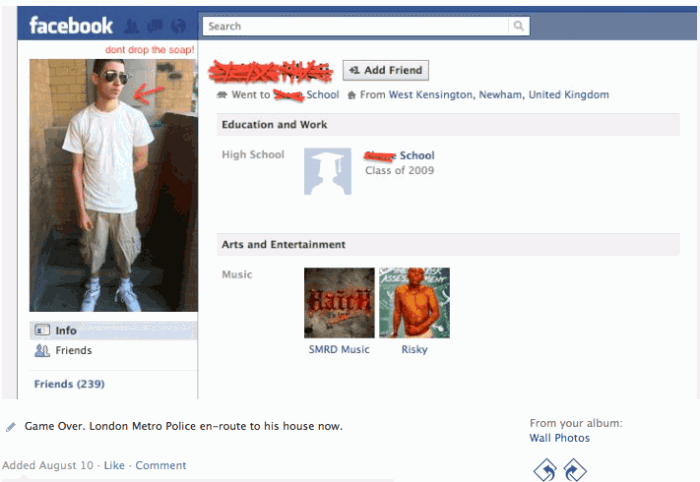 facebook
Search
dont drop the soap!
+1 Add Friend
Went to School From West Kensington, Newham, United Kingdom
Education and Work
High School
School
Class of 2009
Arts and Entertainment
Music
SMRD Music Risky
Info
Friends
Friends (239)
Game Over. London Metro Police en-route to his house now.
From your album:
Wall Photos
Added August 10 · Like · Comment